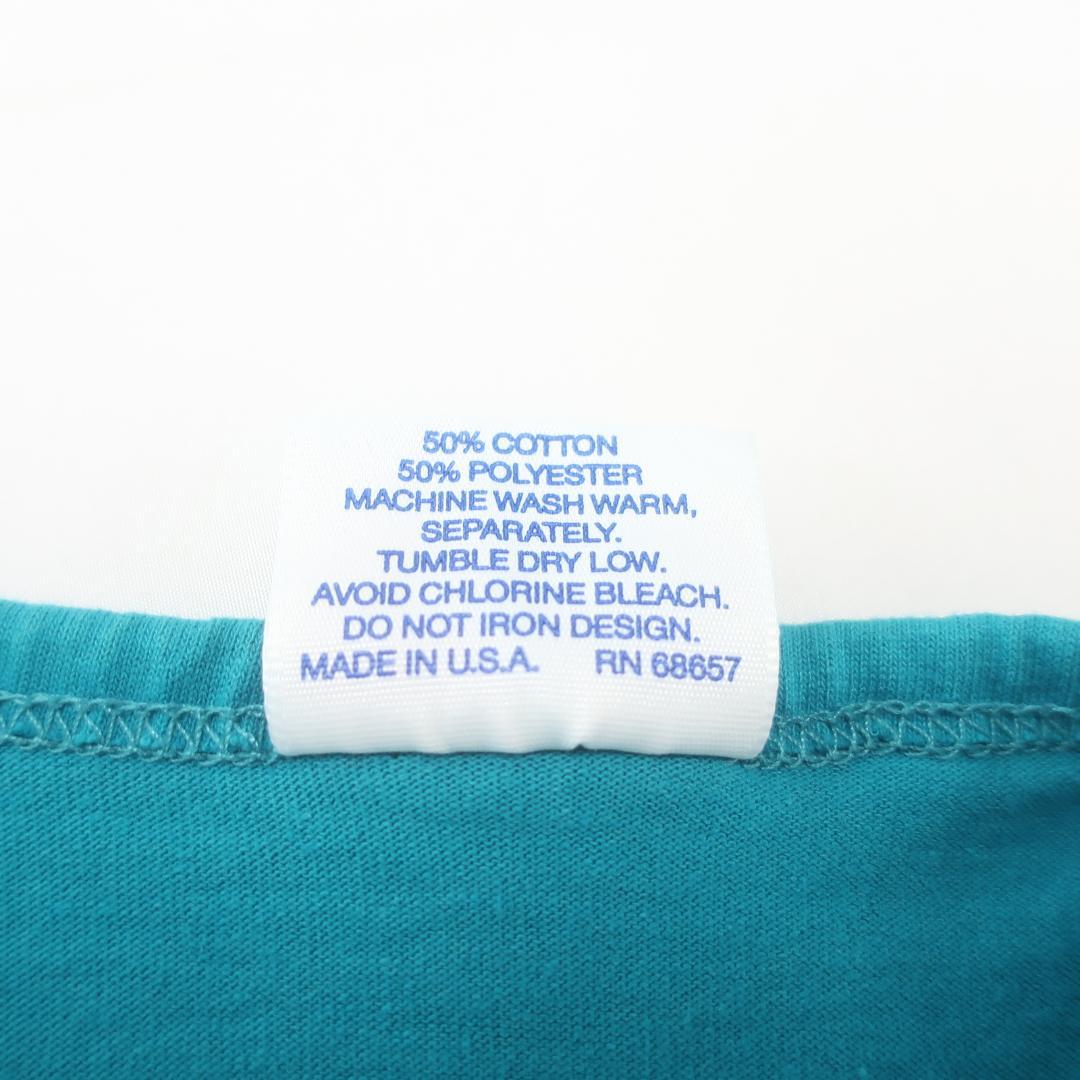 50% COTTON
50% POLYESTER
MACHINE WASH WARM,
SEPARATELY.
TUMBLE DRY LOW.
AVOID CHLORINE BLEACH.
DO NOT IRON DESIGN.
MADE IN U.S.A. RN 68657